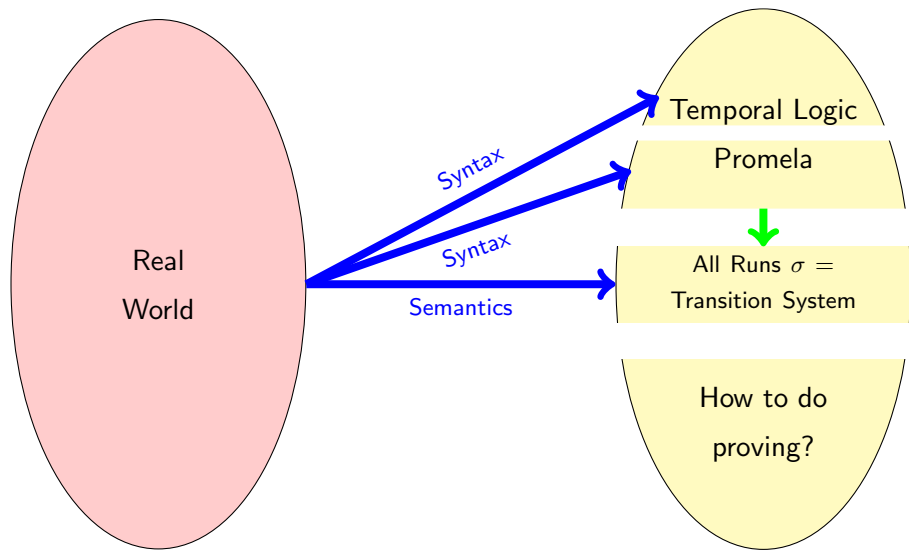 Real
World
Syntax
Syntax
Semantics
Temporal Logic
Promela
All Runs σ =
Transition System
How to do
proving?